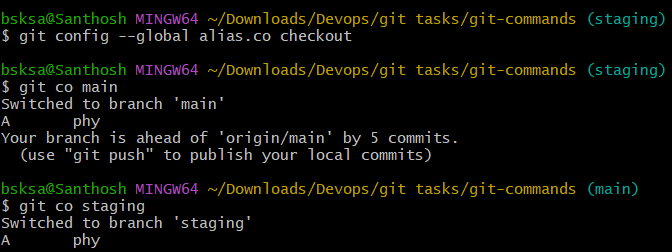 bsksa@Santhosh MINGW64 ~/Downloads/Devops/git tasks/git-commands (staging)
$ git config --global alias.co checkout
bsksa@Santhosh MINGW64 ~/Downloads/Devops/git tasks/git-commands (staging)
$ git co main
Switched to branch 'main'
A       phy
Your branch is ahead of 'origin/main' by 5 commits.
  (use "git push" to publish your local commits)
bsksa@Santhosh MINGW64 ~/Downloads/Devops/git tasks/git-commands (main)
$ git co staging
Switched to branch 'staging'
A       phy